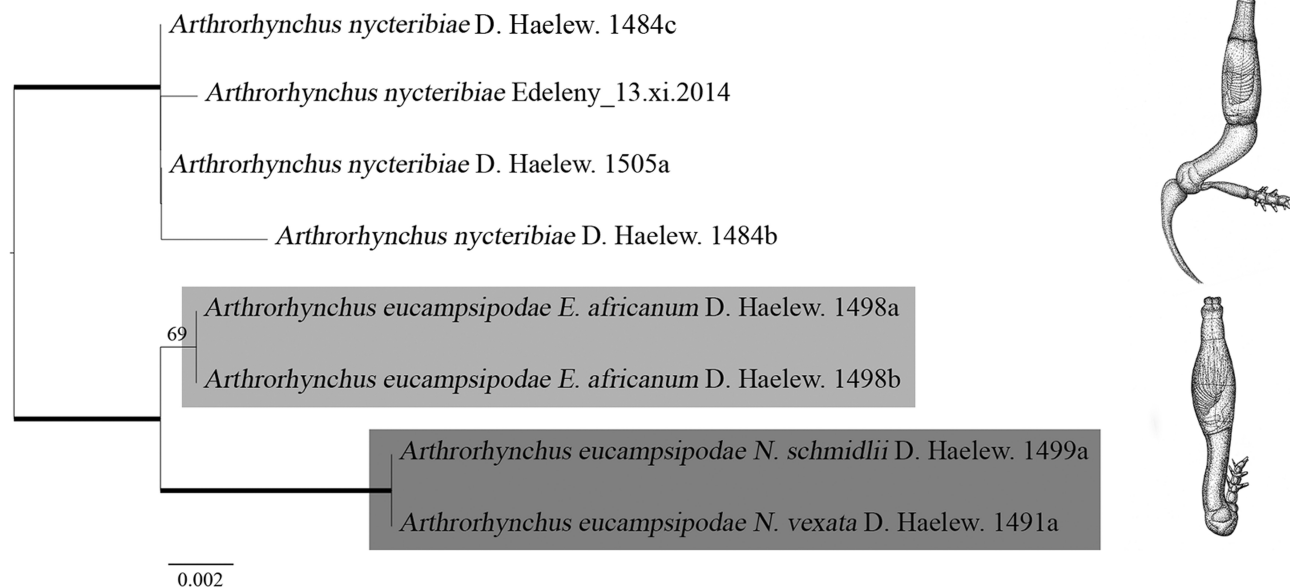 Arthrorhynchus nycteribiae D. Haelew. 1484c
Arthrorhynchus nycteribiae Edeleny_13.xi.2014
Arthrorhynchus nycteribiae D. Haelew. 1505a
Arthrorhynchus nycteribiae D. Haelew. 1484b
Arthrorhynchus eucampsipodae E. africanum D. Haelew. 1498a
69
Arthrorhynchus eucampsipodae E. africanum D. Haelew. 1498b
Arthrorhynchus eucampsipodae N. schmidlii D. Haelew. 1499a
Arthrorhynchus eucampsipodae N. vexata D. Haelew. 1491a
0.002